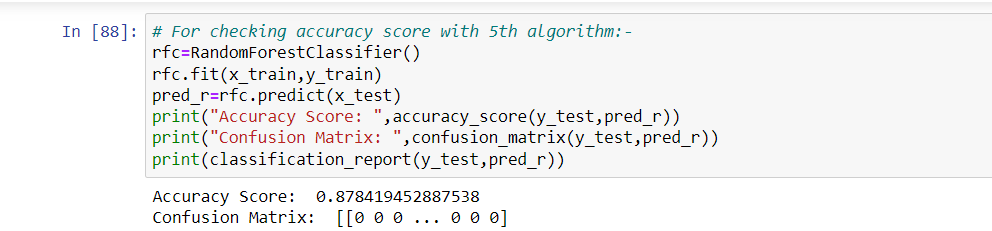 In [88]: # For checking accuracy score with 5th algorithm:-
rfc=RandomForestClassifier()
rfc.fit(x_train,y_train)
pred_r=rfc.predict(x_test)
print("Accuracy Score: ",accuracy_score(y_test,pred_r))
print("Confusion Matrix: ",confusion_matrix(y_test,pred_r))
print(classification_report(y_test,pred_r))
Accuracy Score:  0.878419452887538
Confusion Matrix:  [[0 0 0 ... 0 0 0]